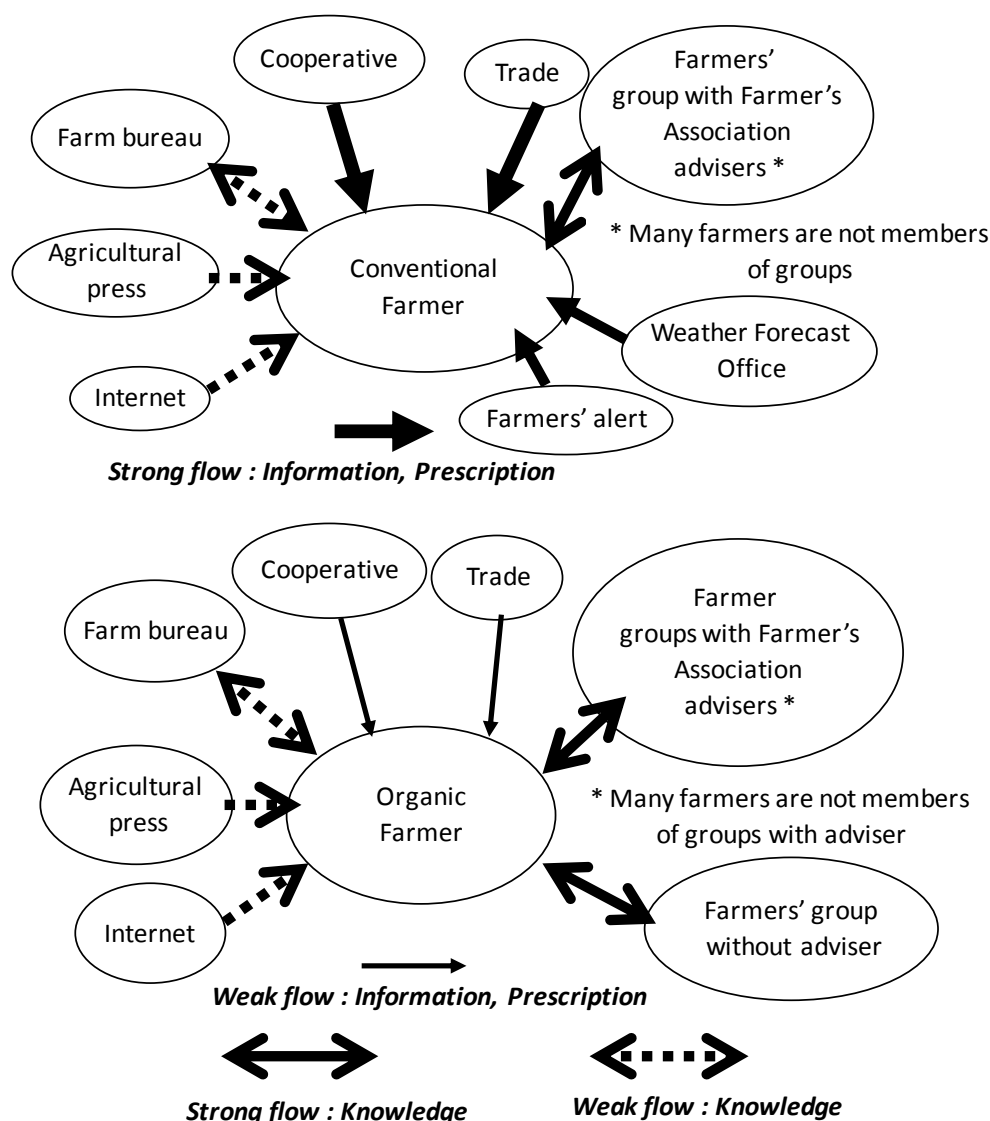 Cooperative
Trade
Farmers’
group with Farmer’s
Association
advisers *
Farm bureau
* Many farmers are not members
of groups
Agricultural
press
Conventional
Farmer
Weather Forecast
Office
Internet
Farmers’ alert
Strong flow : Information, Prescription
Cooperative
Trade
Farmer
groups with Farmer’s
Association
advisers *
Farm bureau
Agricultural
press
Organic
Farmer
* Many farmers are not members
of groups with adviser
Internet
Farmers’ group
without adviser
Weak flow : Information, Prescription
Strong flow : Knowledge
Weak flow : Knowledge